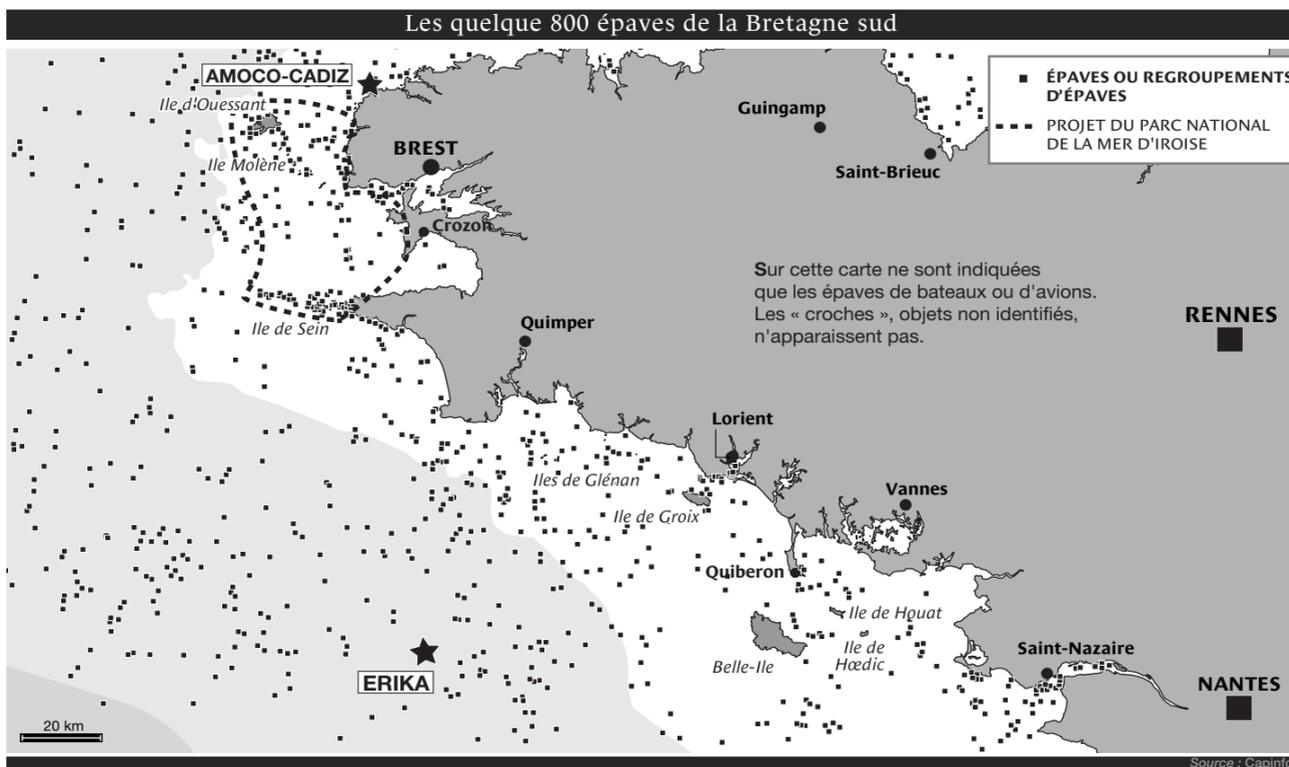 Les quelque 800 épaves de la Bretagne sud
AMOCO-CADIZ
Ile d'Ouessant
Ile Molène
BREST
Crozon
Ile de Sein
Quimper
Guingamp
Saint-Brieuc
ÉPAVES OU REGROUPEMENTS
D'ÉPAVES
PROJET DU PARC NATIONAL
DE LA MER D'IROISE
Sur cette carte ne sont indiquées
que les épaves de bateaux ou d'avions.
Les « croches », objets non identifiés,
n'apparaissent pas.
RENNES
Lorient
Iles de Glénan
Ile de Groix
Vannes
Quiberon
Ile de Houat
Ile de
Hœdic
Belle-Ile
Saint-Nazaire
NANTES
ERIKA
20 km
Source : Capinfo